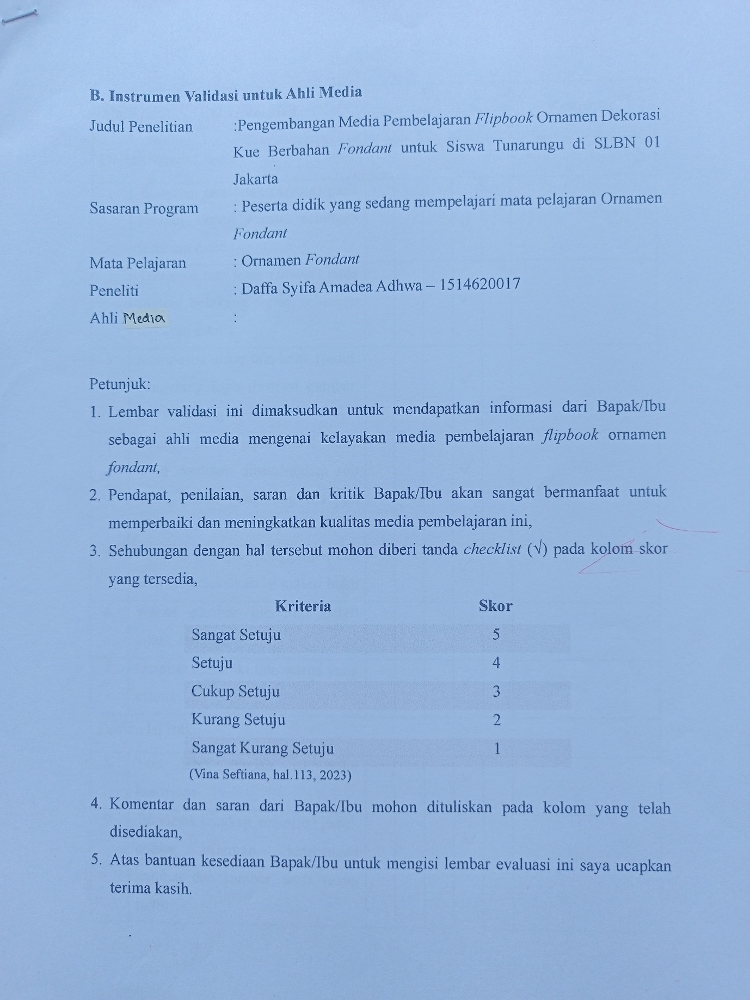 B. Instrumen Validasi untuk Ahli Media
Judul Penelitian :Pengembangan Media Pembelajaran Flipbook Ornamen Dekorasi
Kue Berbahan Fondant untuk Siswa Tunarungu di SLBN 01
Jakarta
Sasaran Program : Peserta didik yang sedang mempelajari mata pelajaran Ornamen
Fondant
Mata Pelajaran : Ornamen Fondant
Peneliti : Daffa Syifa Amadea Adhwa – 1514620017
Ahli Media :
Petunjuk:
1. Lembar validasi ini dimaksudkan untuk mendapatkan informasi dari Bapak/Ibu
sebagai ahli media mengenai kelayakan media pembelajaran flipbook ornamen
fondant,
2. Pendapat, penilaian, saran dan kritik Bapak/Ibu akan sangat bermanfaat untuk
memperbaiki dan meningkatkan kualitas media pembelajaran ini,
3. Sehubungan dengan hal tersebut mohon diberi tanda checklist (√) pada kolom skor
yang tersedia,
Kriteria Skor
Sangat Setuju 5
Setuju 4
Cukup Setuju 3
Kurang Setuju 2
Sangat Kurang Setuju 1
(Vina Seftiana, hal.113, 2023)
4. Komentar dan saran dari Bapak/Ibu mohon dituliskan pada kolom yang telah
disediakan,
5. Atas bantuan kesediaan Bapak/Ibu untuk mengisi lembar evaluasi ini saya ucapkan
terima kasih.